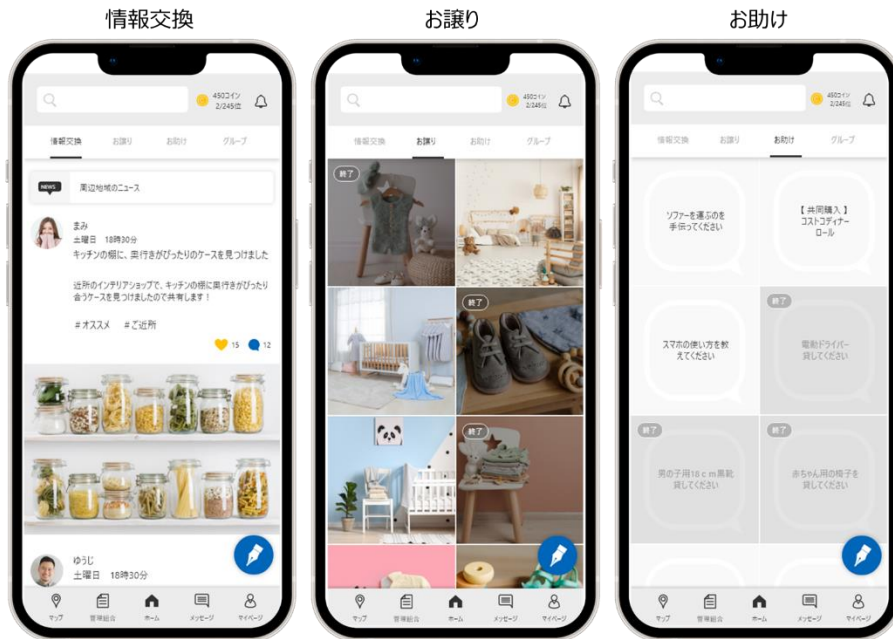 情報交換
お譲り
お助け
450コイン
2/245位
情報交換 お譲り お助け グループ
NEWS 周辺地域のニュース
まみ
土曜日 18時30分
キッチンの棚に、奥行きがぴったりのケースを見つけました
近所のインテリアショップで、キッチンの棚に奥行きがぴったり
合うケースを見つけましたので共有します!
#オススメ #ご近所
15 12
ゆうじ
土曜日 18時30分
マップ 管理組合 ホーム メッセージ マイページ
450コイン
2/245位
情報交換 お譲り お助け グループ
終了
終了
終了
マップ 管理組合 ホーム メッセージ マイページ
450コイン
2/245位
情報交換 お譲り お助け グループ
ソファーを運ぶのを
手伝ってください
【共同購入】
コストコディナー
ロール
スマホの使い方を教
えてください
終了
電動ドライバー
貸してください
終了
男の子用18cm黒靴
貸してください
終了
赤ちゃん用の椅子を
貸してください
マップ 管理組合 ホーム メッセージ マイページ